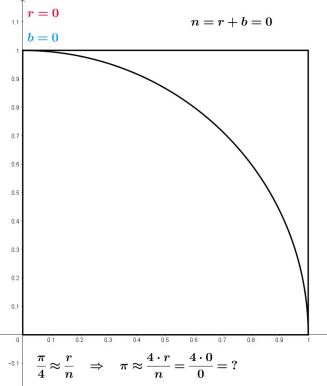 r = 0
n = r + b = 0
b = 0
1.1
1
0.9
0.8
0.7
0.6
0.5
0.4
0.3
0.2
0.1
0 0.1 0.2 0.3 0.4 0.5 0.6 0.7 0.8 0.9 1
−0.1
π/4 ≈ r/n ⇒ π ≈ 4 · r/n = 4 · 0/0 = ?